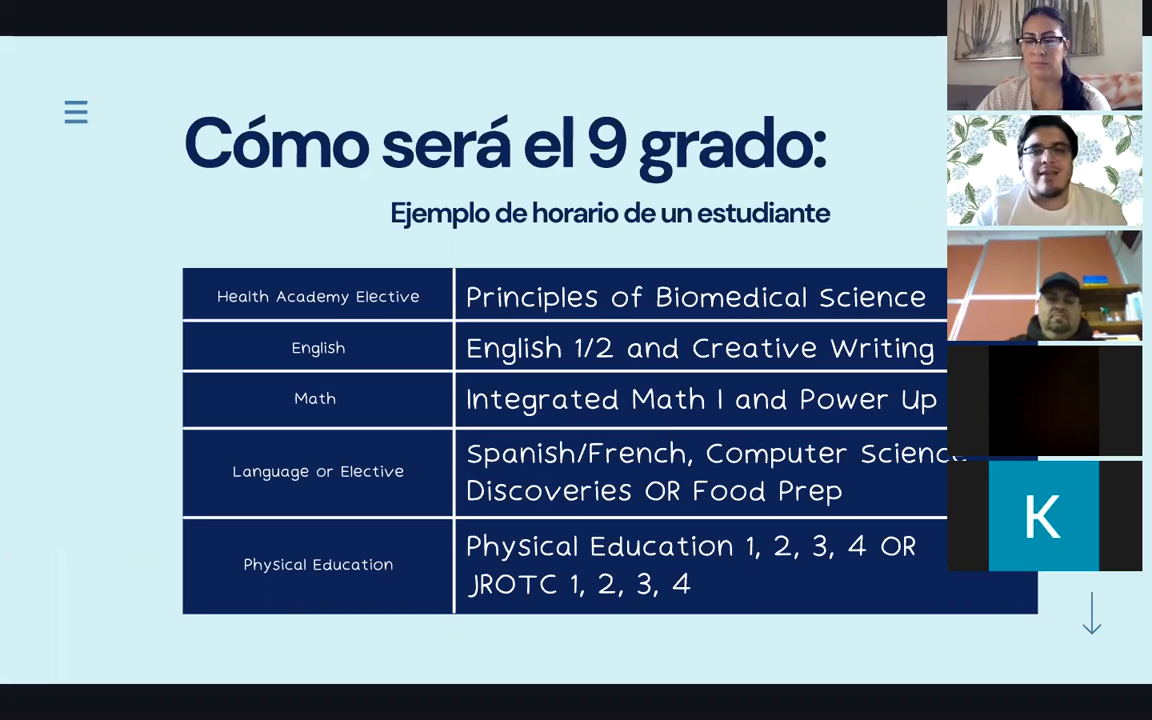 Cómo será el 9 grado:
Ejemplo de horario de un estudiante
Health Academy Elective
Principles of Biomedical Science
English
English 1/2 and Creative Writing
Math
Integrated Math I and Power Up
Language or Elective
Spanish/French, Computer Science
Discoveries OR Food Prep
Physical Education
Physical Education 1, 2, 3, 4 OR
JROTC 1, 2, 3, 4
K